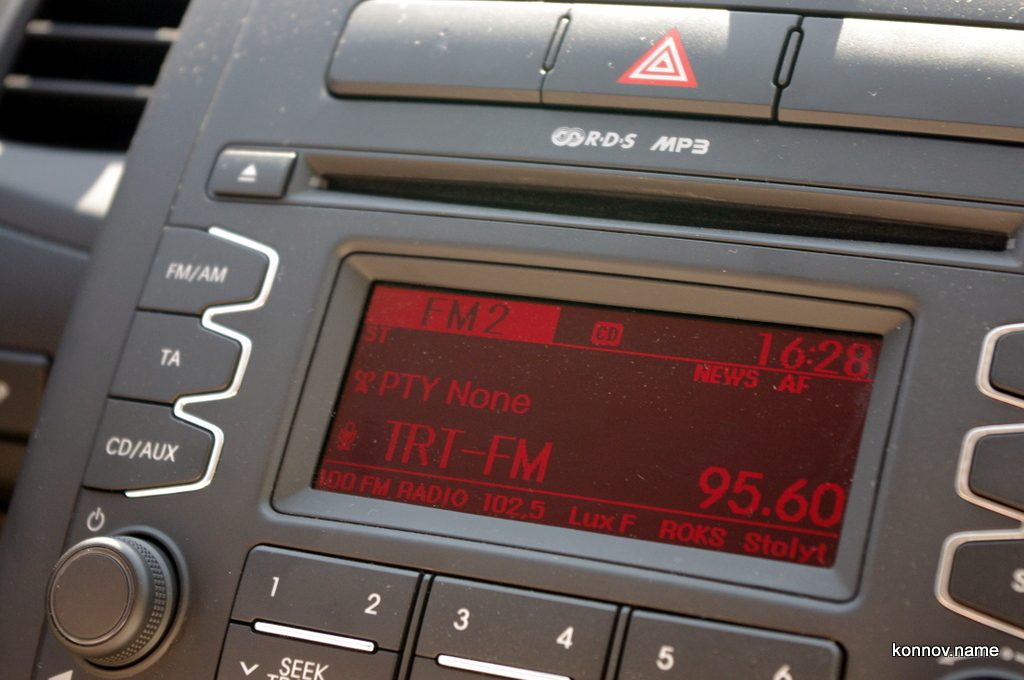 R·D·S MP3
FM/AM
TA
CD/AUX
FM2 CD 16:28
ST NEWS AF
PTY None
TRT-FM 95.60
100 FM RADIO 102,5 Lux F ROKS Stolyt
1 2
3 4
5 6
SEEK
konnov.name